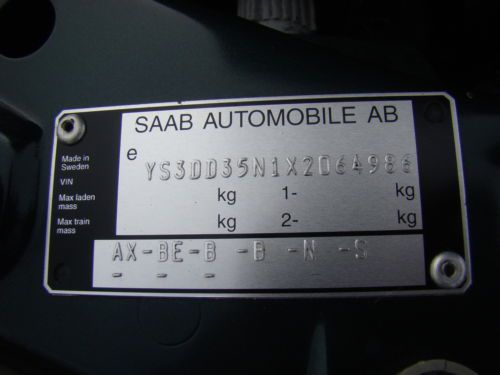 SAAB AUTOMOBILE AB
e
Made in
Sweden
VIN
YS3DD35N1X2064986
Max laden
mass
kg 1- kg
Max train
mass
kg 2- kg
AX-BE-B -B -N -S
- - - - - -